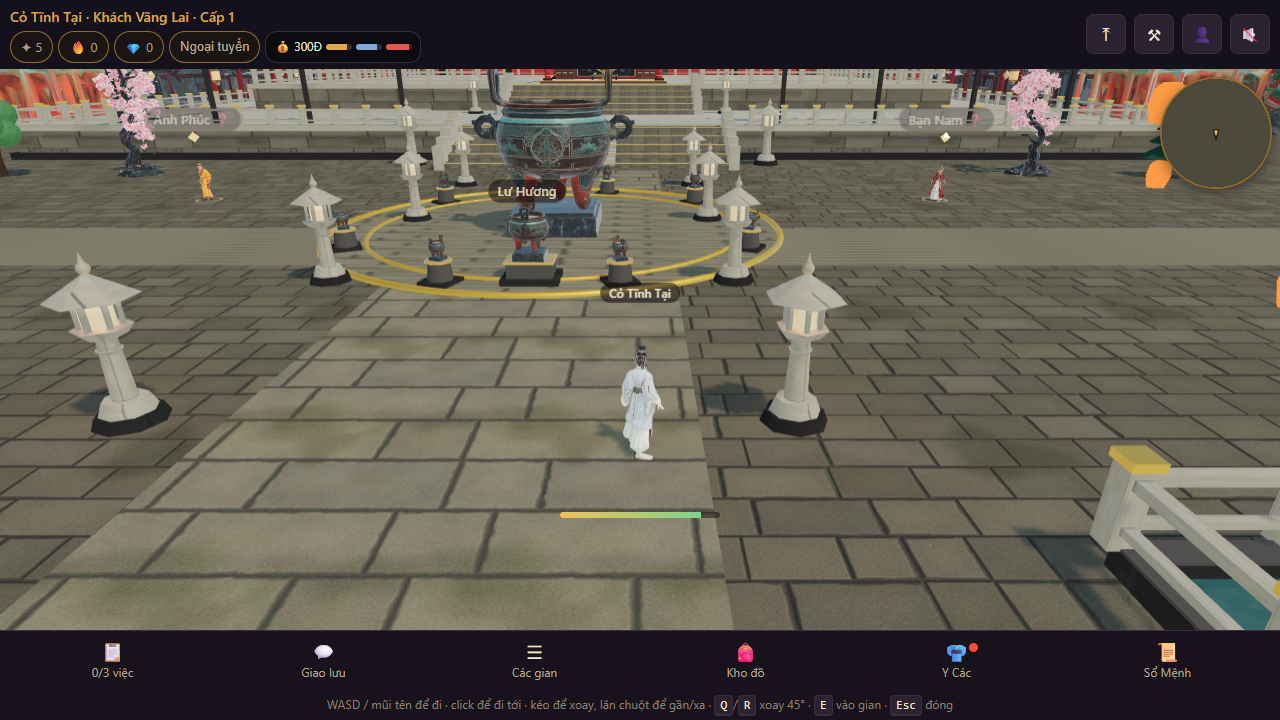 Cỏ Tĩnh Tại · Khách Vãng Lai · Cấp 1
5
0
0
Ngoại tuyến
300Đ
Anh Phúc
Bạn Nam
Lư Hương
Cỏ Tĩnh Tại
0/3 việc
Giao lưu
Các gian
Kho đồ
Y Các
Sổ Mệnh
WASD / mũi tên để đi · click để đi tới · kéo để xoay, lăn chuột để gần/xa · Q / R xoay 45° · E vào gian · Esc đóng